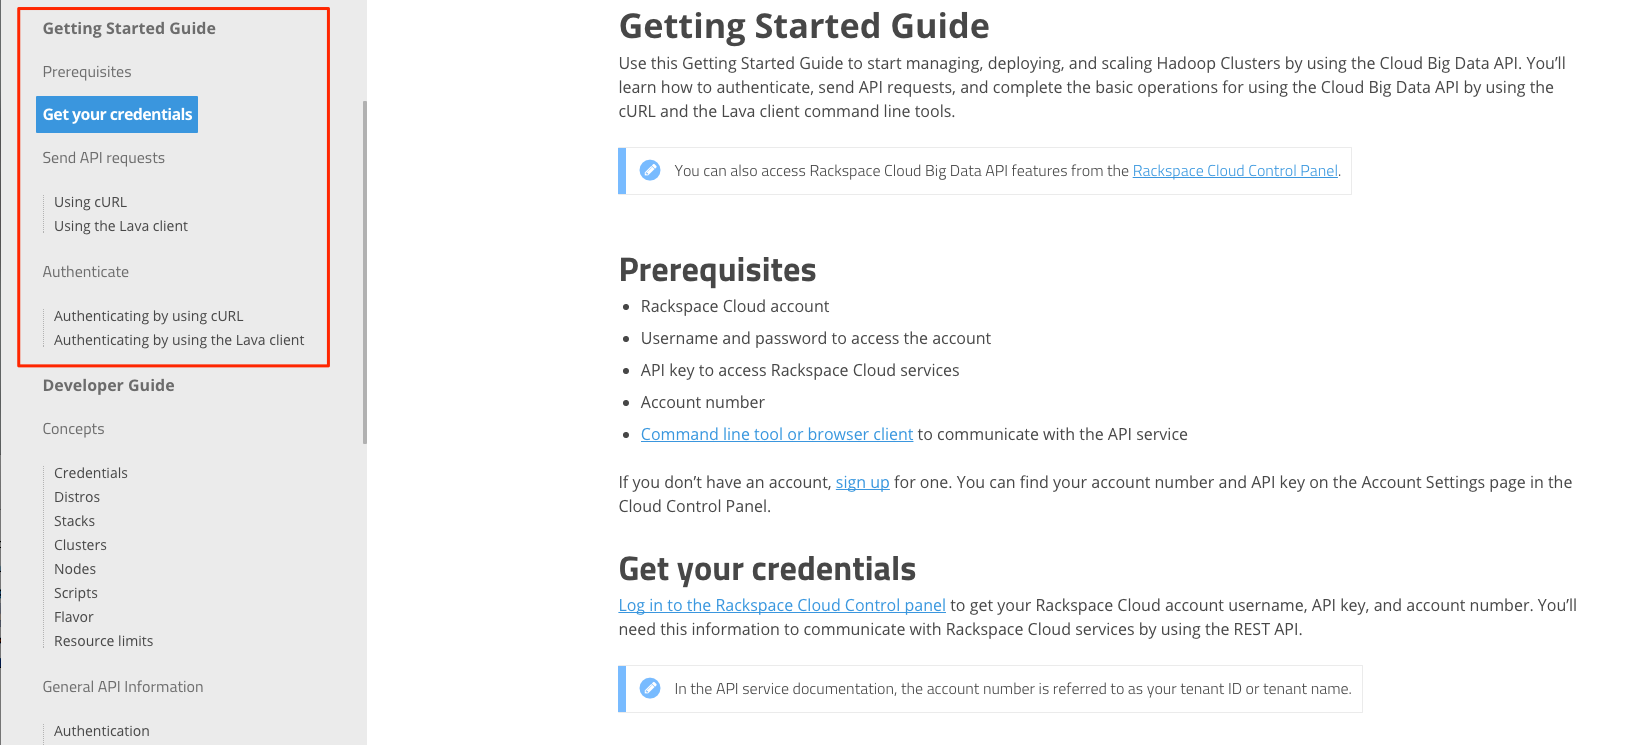 Getting Started Guide
Prerequisites
Get your credentials
Send API requests
Using cURL
Using the Lava client
Authenticate
Authenticating by using cURL
Authenticating by using the Lava client
Developer Guide
Concepts
Credentials
Distros
Stacks
Clusters
Nodes
Scripts
Flavor
Resource limits
General API Information
Authentication
Getting Started Guide
Use this Getting Started Guide to start managing, deploying, and scaling Hadoop Clusters by using the Cloud Big Data API. You’ll
learn how to authenticate, send API requests, and complete the basic operations for using the Cloud Big Data API by using the
cURL and the Lava client command line tools.
You can also access Rackspace Cloud Big Data API features from the Rackspace Cloud Control Panel.
Prerequisites
• Rackspace Cloud account
• Username and password to access the account
• API key to access Rackspace Cloud services
• Account number
• Command line tool or browser client to communicate with the API service
If you don’t have an account, sign up for one. You can find your account number and API key on the Account Settings page in the
Cloud Control Panel.
Get your credentials
Log in to the Rackspace Cloud Control panel to get your Rackspace Cloud account username, API key, and account number. You’ll
need this information to communicate with Rackspace Cloud services by using the REST API.
In the API service documentation, the account number is referred to as your tenant ID or tenant name.